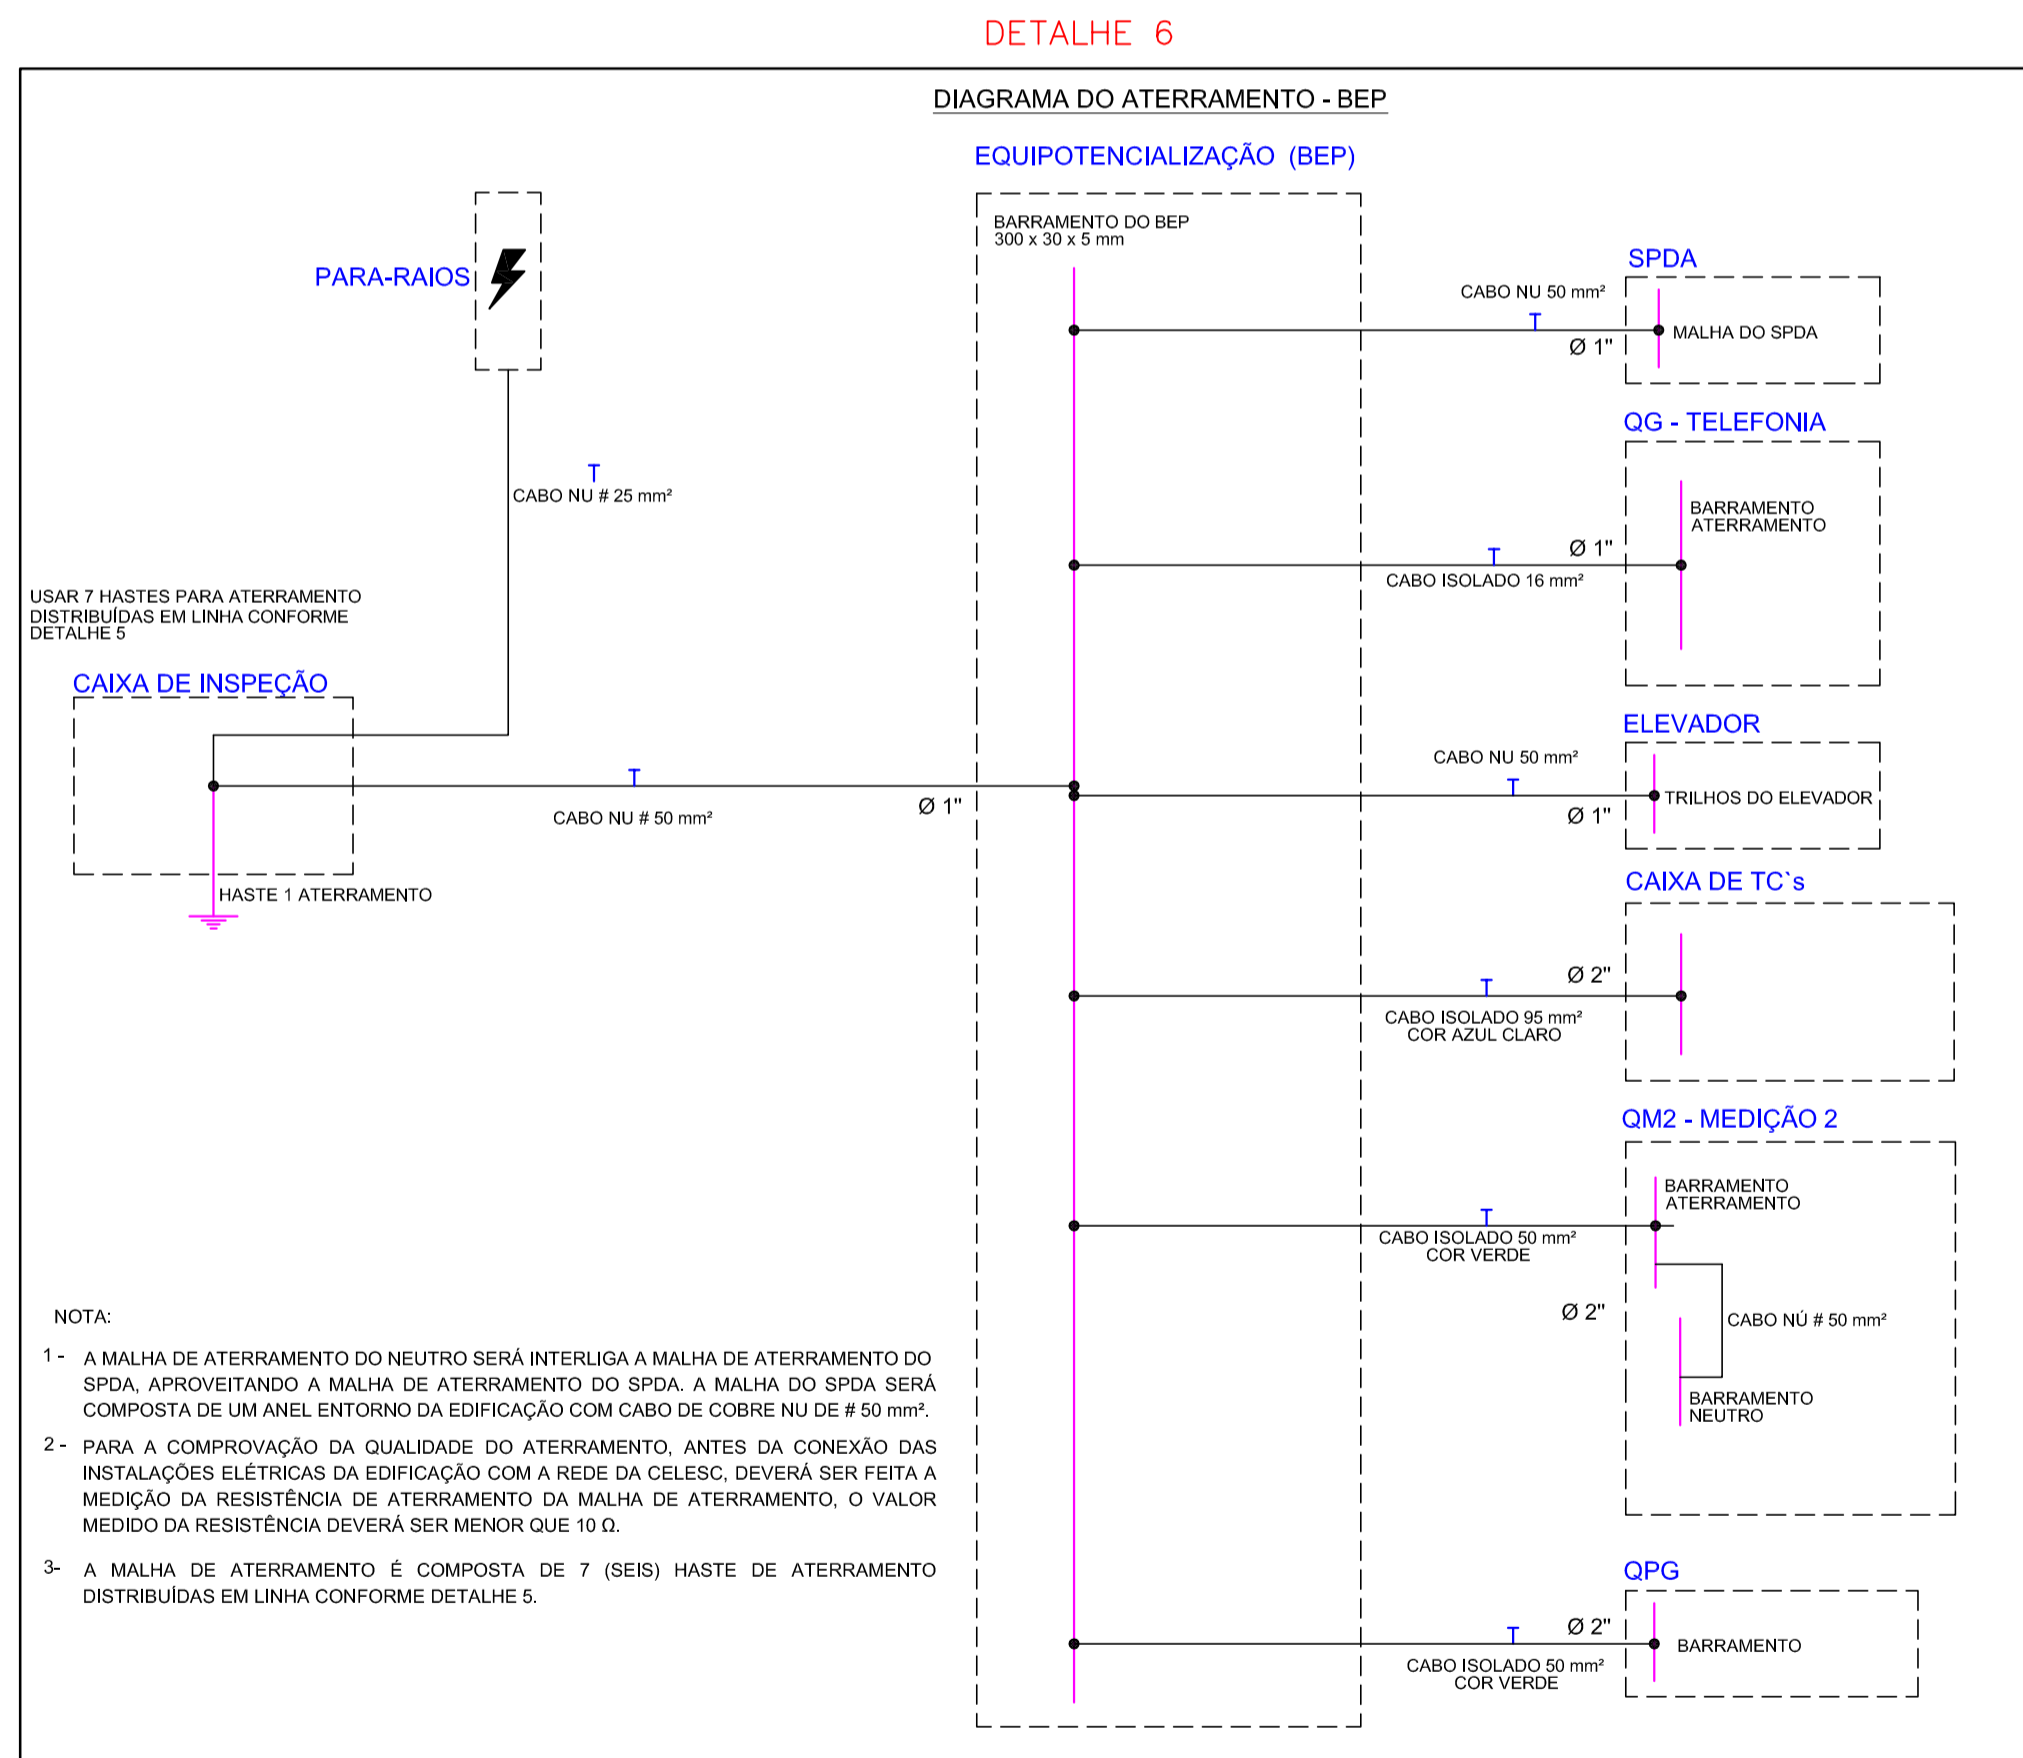 DETALHE 6
DIAGRAMA DO ATERRAMENTO - BEP
EQUIPOTENCIALIZAÇÃO (BEP)
BARRAMENTO DO BEP
300 x 30 x 5 mm
PARA-RAIOS
CABO NU # 25 mm²
USAR 7 HASTES PARA ATERRAMENTO
DISTRIBUÍDAS EM LINHA CONFORME
DETALHE 5
CAIXA DE INSPEÇÃO
CABO NU # 50 mm²
Ø 1"
HASTE 1 ATERRAMENTO
SPDA
CABO NU 50 mm²
Ø 1"
MALHA DO SPDA
QG - TELEFONIA
BARRAMENTO
ATERRAMENTO
Ø 1"
CABO ISOLADO 16 mm²
ELEVADOR
CABO NU 50 mm²
TRILHOS DO ELEVADOR
Ø 1"
CAIXA DE TC`s
Ø 2"
CABO ISOLADO 95 mm²
COR AZUL CLARO
QM2 - MEDIÇÃO 2
BARRAMENTO
ATERRAMENTO
CABO ISOLADO 50 mm²
COR VERDE
Ø 2"
CABO NÚ # 50 mm²
BARRAMENTO
NEUTRO
QPG
Ø 2"
BARRAMENTO
CABO ISOLADO 50 mm²
COR VERDE
NOTA:
1 - A MALHA DE ATERRAMENTO DO NEUTRO SERÁ INTERLIGA A MALHA DE ATERRAMENTO DO
SPDA, APROVEITANDO A MALHA DE ATERRAMENTO DO SPDA. A MALHA DO SPDA SERÁ
COMPOSTA DE UM ANEL ENTORNO DA EDIFICAÇÃO COM CABO DE COBRE NU DE # 50 mm².
2 - PARA A COMPROVAÇÃO DA QUALIDADE DO ATERRAMENTO, ANTES DA CONEXÃO DAS
INSTALAÇÕES ELÉTRICAS DA EDIFICAÇÃO COM A REDE DA CELESC, DEVERÁ SER FEITA A
MEDIÇÃO DA RESISTÊNCIA DE ATERRAMENTO DA MALHA DE ATERRAMENTO, O VALOR
MEDIDO DA RESISTÊNCIA DEVERÁ SER MENOR QUE 10 Ω.
3- A MALHA DE ATERRAMENTO É COMPOSTA DE 7 (SEIS) HASTE DE ATERRAMENTO
DISTRIBUÍDAS EM LINHA CONFORME DETALHE 5.